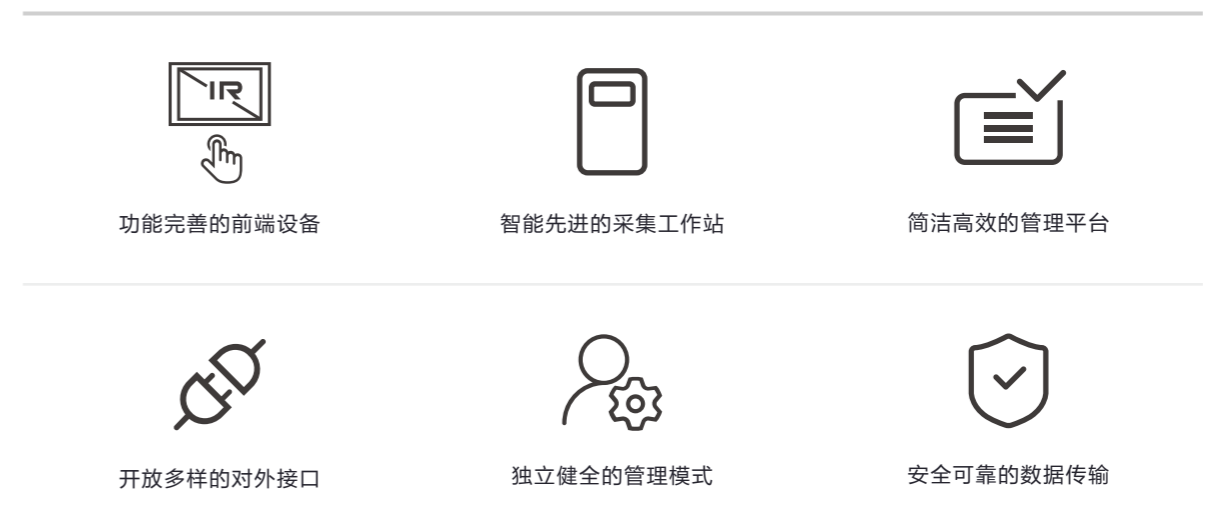 IR
功能完善的前端设备
智能先进的采集工作站
简洁高效的管理平台
开放多样的对外接口
独立健全的管理模式
安全可靠的数据传输